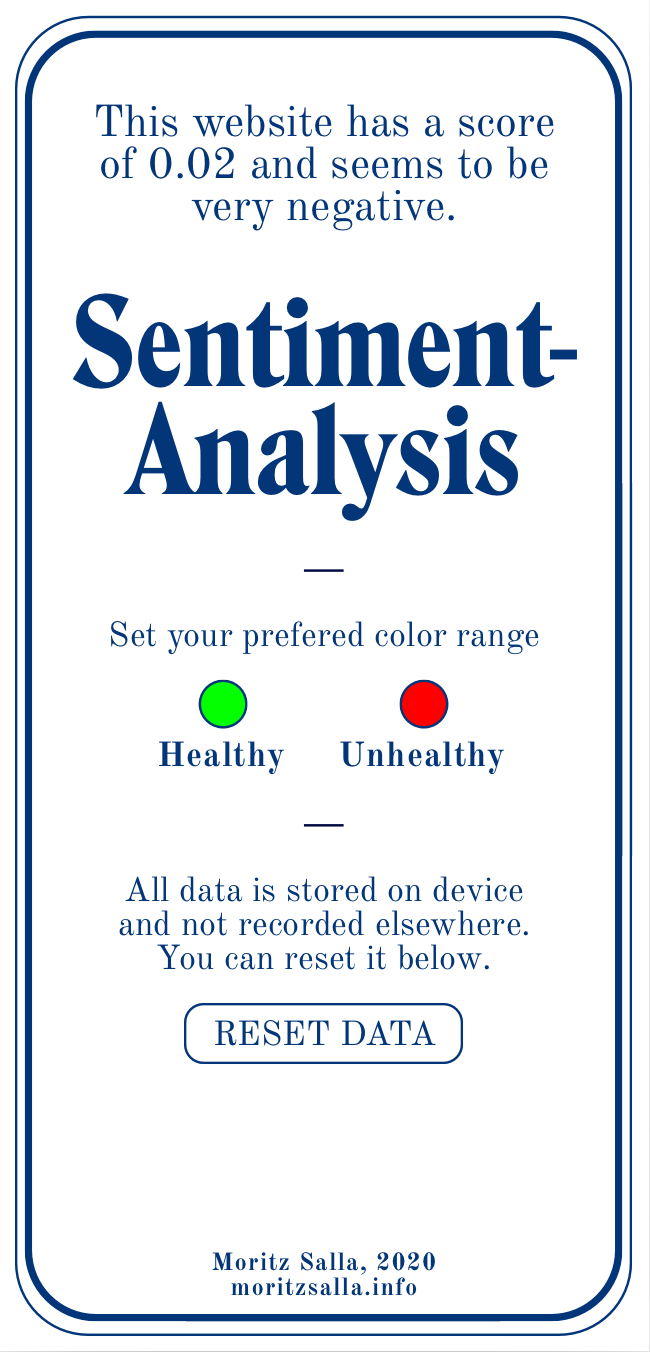 This website has a score
of 0.02 and seems to be
very negative.
Sentiment-
Analysis
Set your prefered color range
Healthy Unhealthy
All data is stored on device
and not recorded elsewhere.
You can reset it below.
RESET DATA
Moritz Salla, 2020
moritzsalla.info